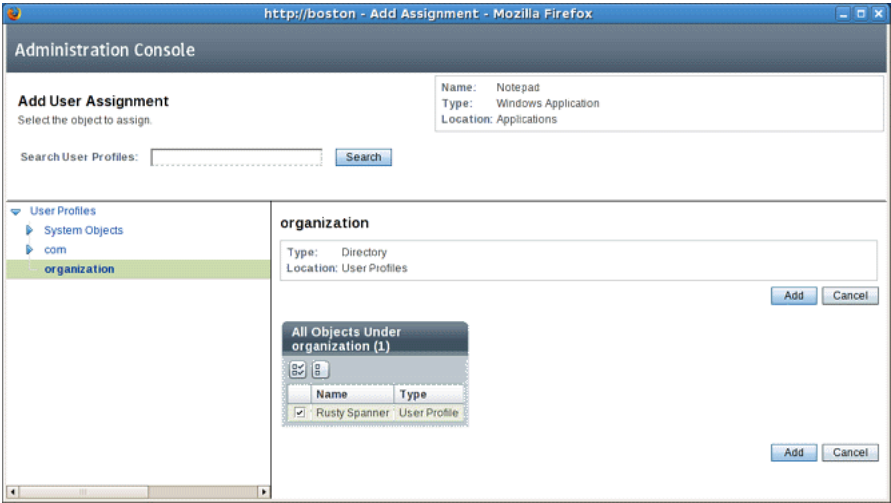 http://boston - Add Assignment - Mozilla Firefox
Administration Console
Add User Assignment
Select the object to assign.
Name: Notepad
Type: Windows Application
Location: Applications
Search User Profiles:
Search
User Profiles
System Objects
com
organization
organization
Type: Directory
Location: User Profiles
Add Cancel
All Objects Under
organization (1)
Name Type
Rusty Spanner User Profile
Add Cancel